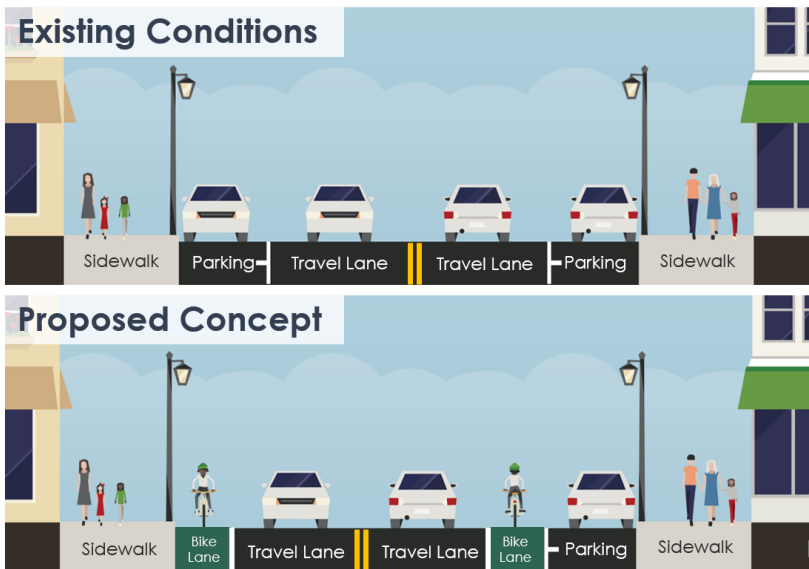 Existing Conditions
Sidewalk
Parking
Travel Lane
Travel Lane
Parking
Sidewalk
Proposed Concept
Sidewalk
Bike
Lane
Travel Lane
Travel Lane
Bike
Lane
Parking
Sidewalk